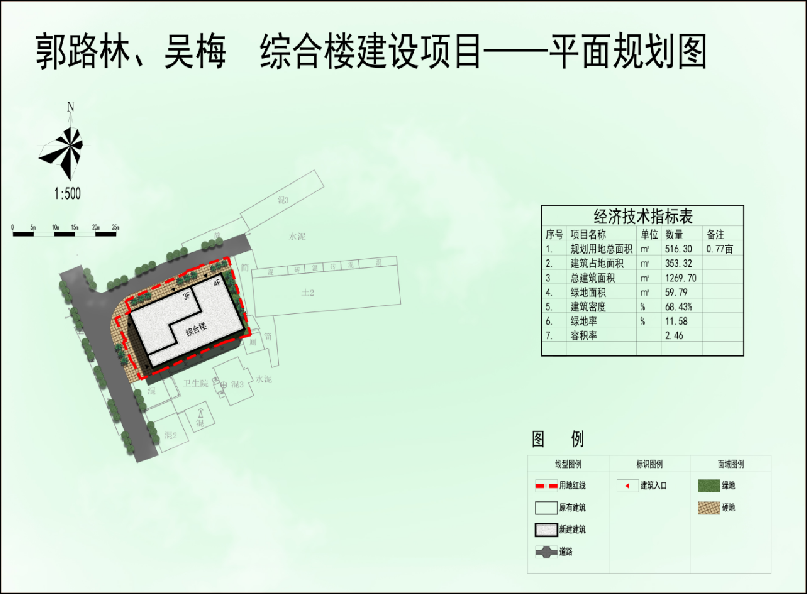 郭路林、吴梅 综合楼建设项目——平面规划图
N
1:500
0 5m 10m 15m 20m 25m
水泥
土2
综合楼
卫生院
水泥
经济技术指标表
序号 项目名称 单位 数量 备注
1. 规划用地总面积 ㎡ 516.30 0.77亩
2. 建筑占地面积 ㎡ 353.32
3 总建筑面积 ㎡ 1269.70
4. 绿地面积 ㎡ 59.79
5. 建筑密度 % 68.43%
6. 绿地率 % 11.58
7. 容积率 2.46
图 例
线型图例 标识图例 面域图例
用地红线 建筑入口 绿地
原有建筑 硬地
新建建筑
道路